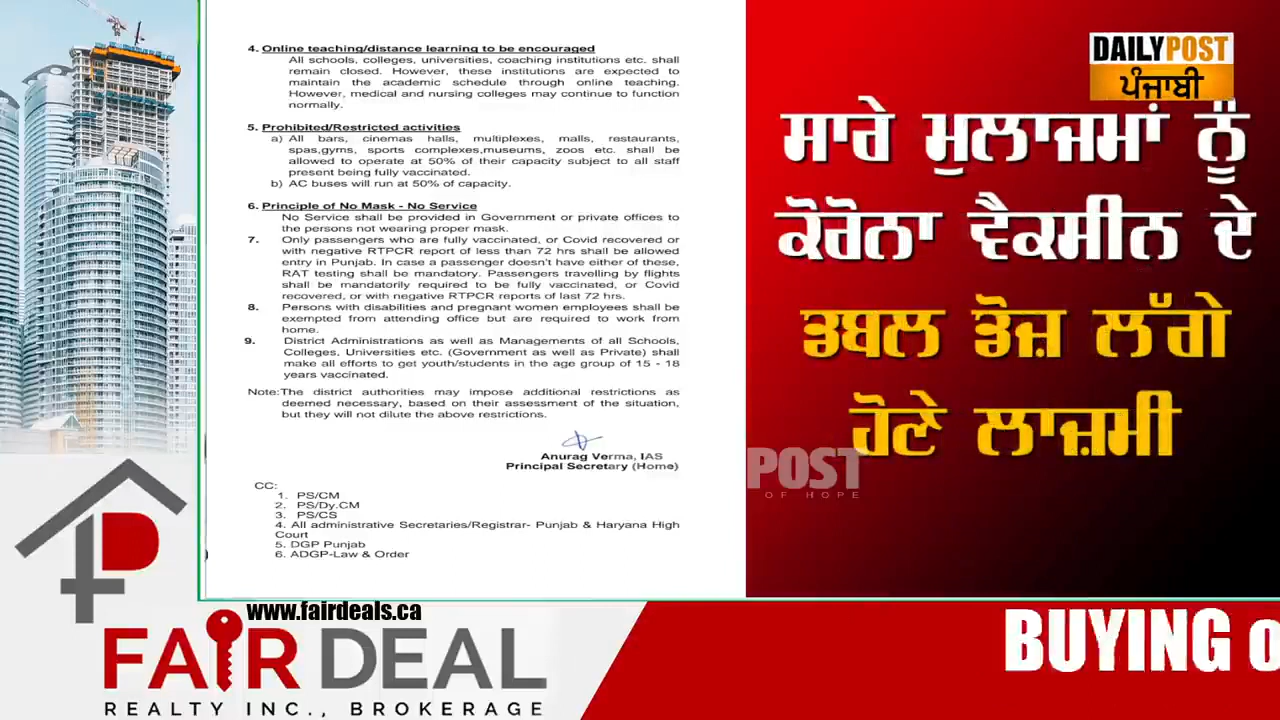 4. Online teaching/distance learning to be encouraged
All schools, colleges, universities, coaching institutions etc. shall
remain closed. However, these institutions are expected to
maintain the academic schedule through online teaching.
However, medical and nursing colleges may continue to function
normally.
5. Prohibited/Restricted activities
a) All bars, cinemas halls, multiplexes, malls, restaurants,
spas,gyms, sports complexes,museums, zoos etc. shall be
allowed to operate at 50% of their capacity subject to all staff
present being fully vaccinated.
b) AC buses will run at 50% of capacity.
6. Principle of No Mask - No Service
No Service shall be provided in Government or private offices to
the persons not wearing proper mask.
7. Only passengers who are fully vaccinated, or Covid recovered or
with negative RTPCR report of less than 72 hrs shall be allowed
entry in Punjab. In case a passenger doesn't have either of these,
RAT testing shall be mandatory. Passengers travelling by flights
shall be mandatorily required to be fully vaccinated, or Covid
recovered, or with negative RTPCR reports of last 72 hrs.
8. Persons with disabilities and pregnant women employees shall be
exempted from attending office but are required to work from
home.
9. District Administrations as well as Managements of all Schools,
Colleges, Universities etc. (Government as well as Private) shall
make all efforts to get youth/students in the age group of 15 - 18
years vaccinated.
Note:The district authorities may impose additional restrictions as
deemed necessary, based on their assessment of the situation,
but they will not dilute the above restrictions.
Anurag Verma, IAS
Principal Secretary (Home)
CC:
1. PS/CM
2. PS/Dy.CM
3. PS/CS
4. All administrative Secretaries/Registrar- Punjab & Haryana High
Court
5. DGP Punjab
6. ADGP-Law & Order
DAILYPOST
ਪੰਜਾਬੀ
ਸਾਰੇ ਮੁਲਾਜਮਾਂ ਨੂੰ
ਕੋਰੋਨਾ ਵੈਕਸੀਨ ਦੇ
ਡਬਲ ਡੋਜ਼ ਲੱਗੇ
ਹੋਣੇ ਲਾਜ਼ਮੀ
POST
OF HOPE
www.fairdeals.ca
FAIR DEAL
REALTY INC., BROKERAGE
BUYING o